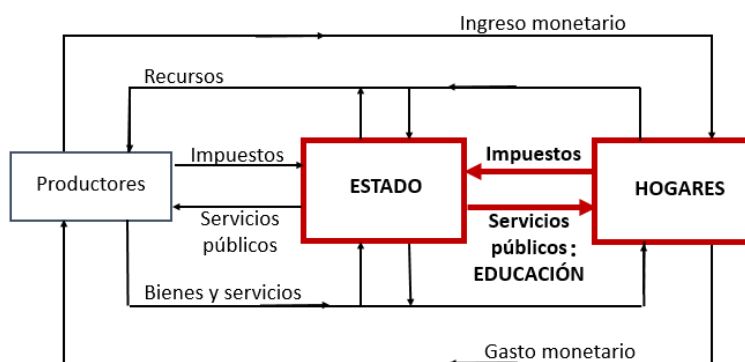 Ingreso monetario
Recursos
Impuestos
Impuestos
Productores
ESTADO
HOGARES
Servicios
públicos
Servicios
públicos:
EDUCACIÓN
Bienes y servicios
Gasto monetario